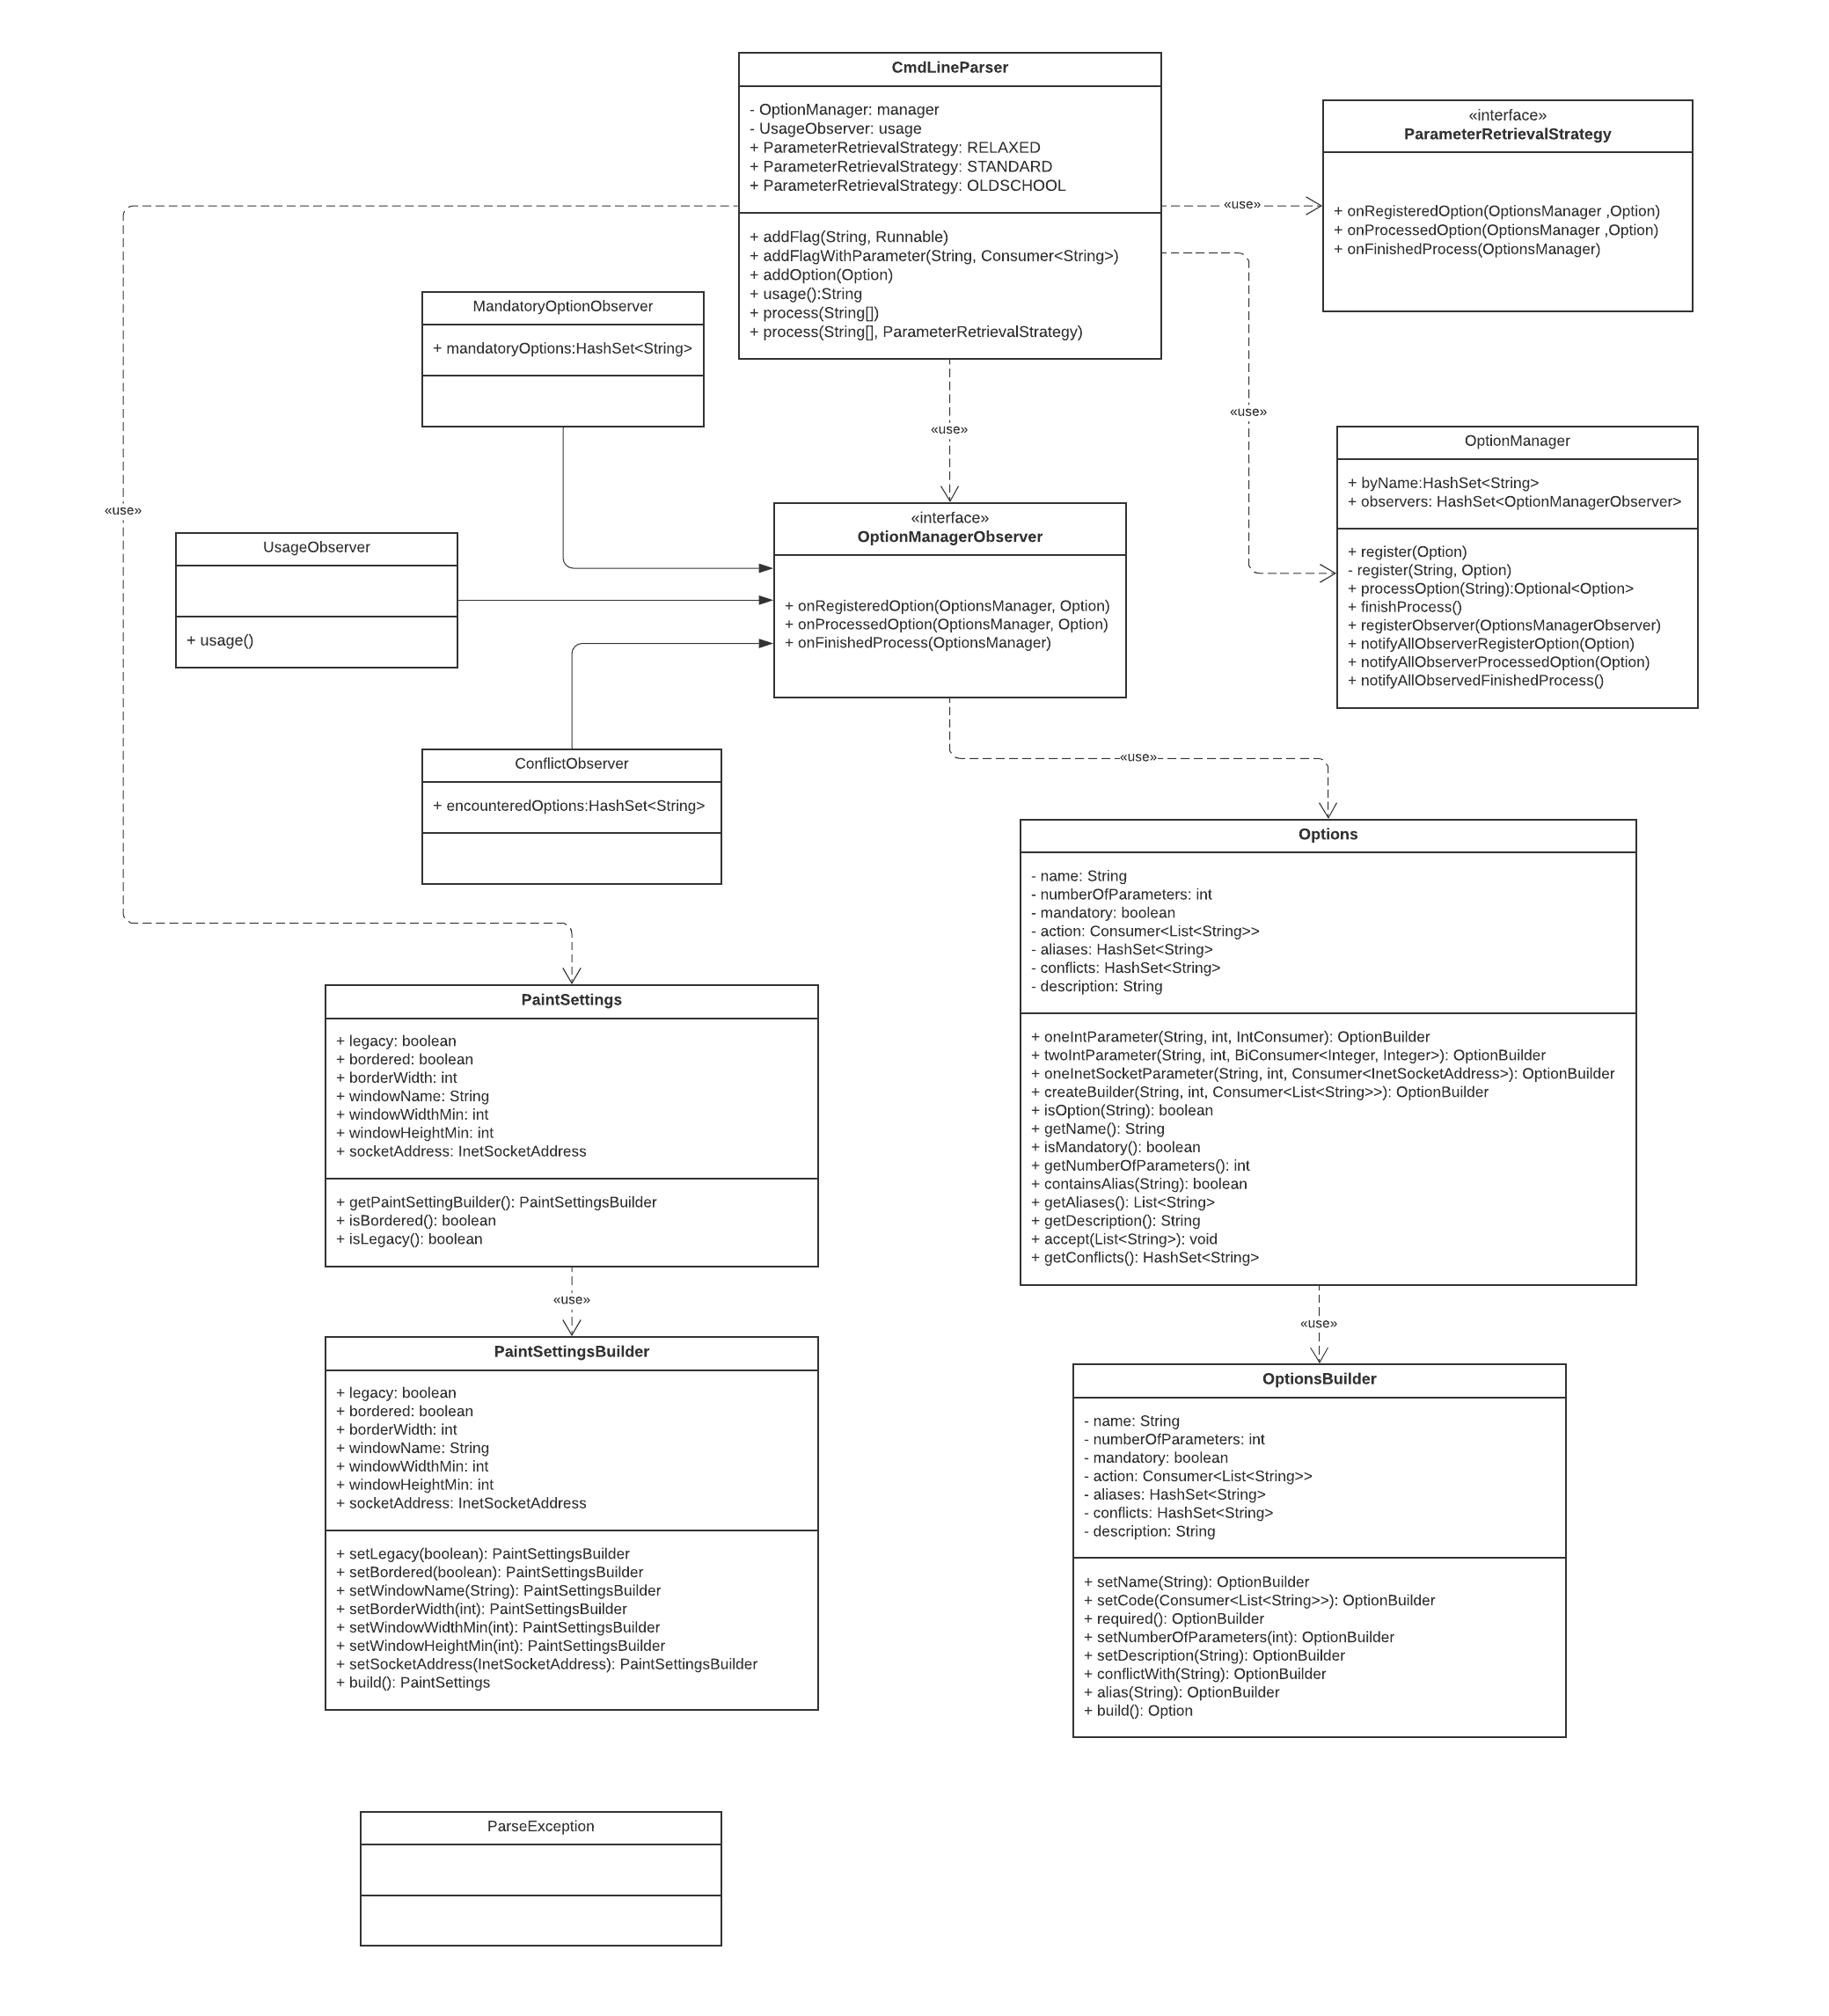 CmdLineParser
- OptionManager: manager
- UsageObserver: usage
+ ParameterRetrievalStrategy: RELAXED
+ ParameterRetrievalStrategy: STANDARD
+ ParameterRetrievalStrategy: OLDSCHOOL
+ addFlag(String, Runnable)
+ addFlagWithParameter(String, Consumer<String>)
+ addOption(Option)
+ usage():String
+ process(String[])
+ process(String[], ParameterRetrievalStrategy)
«use»
«interface»
ParameterRetrievalStrategy
+ onRegisteredOption(OptionsManager ,Option)
+ onProcessedOption(OptionsManager ,Option)
+ onFinishedProcess(OptionsManager)
MandatoryOptionObserver
+ mandatoryOptions:HashSet<String>
«use»
«use»
OptionManager
+ byName:HashSet<String>
+ observers: HashSet<OptionManagerObserver>
+ register(Option)
- register(String, Option)
+ processOption(String):Optional<Option>
+ finishProcess()
+ registerObserver(OptionsManagerObserver)
+ notifyAllObserverRegisterOption(Option)
+ notifyAllObserverProcessedOption(Option)
+ notifyAllObservedFinishedProcess()
«use»
UsageObserver
+ usage()
«interface»
OptionManagerObserver
+ onRegisteredOption(OptionsManager, Option)
+ onProcessedOption(OptionsManager, Option)
+ onFinishedProcess(OptionsManager)
ConflictObserver
+ encounteredOptions:HashSet<String>
«use»
Options
- name: String
- numberOfParameters: int
- mandatory: boolean
- action: Consumer<List<String>>
- aliases: HashSet<String>
- conflicts: HashSet<String>
- description: String
+ oneIntParameter(String, int, IntConsumer): OptionBuilder
+ twoIntParameter(String, int, BiConsumer<Integer, Integer>): OptionBuilder
+ oneInetSocketParameter(String, int, Consumer<InetSocketAddress>): OptionBuilder
+ createBuilder(String, int, Consumer<List<String>>): OptionBuilder
+ isOption(String): boolean
+ getName(): String
+ isMandatory(): boolean
+ getNumberOfParameters(): int
+ containsAlias(String): boolean
+ getAliases(): List<String>
+ getDescription(): String
+ accept(List<String>): void
+ getConflicts(): HashSet<String>
PaintSettings
+ legacy: boolean
+ bordered: boolean
+ borderWidth: int
+ windowName: String
+ windowWidthMin: int
+ windowHeightMin: int
+ socketAddress: InetSocketAddress
+ getPaintSettingBuilder(): PaintSettingsBuilder
+ isBordered(): boolean
+ isLegacy(): boolean
«use»
«use»
PaintSettingsBuilder
+ legacy: boolean
+ bordered: boolean
+ borderWidth: int
+ windowName: String
+ windowWidthMin: int
+ windowHeightMin: int
+ socketAddress: InetSocketAddress
+ setLegacy(boolean): PaintSettingsBuilder
+ setBordered(boolean): PaintSettingsBuilder
+ setWindowName(String): PaintSettingsBuilder
+ setBorderWidth(int): PaintSettingsBuilder
+ setWindowWidthMin(int): PaintSettingsBuilder
+ setWindowHeightMin(int): PaintSettingsBuilder
+ setSocketAddress(InetSocketAddress): PaintSettingsBuilder
+ build(): PaintSettings
OptionsBuilder
- name: String
- numberOfParameters: int
- mandatory: boolean
- action: Consumer<List<String>>
- aliases: HashSet<String>
- conflicts: HashSet<String>
- description: String
+ setName(String): OptionBuilder
+ setCode(Consumer<List<String>>): OptionBuilder
+ required(): OptionBuilder
+ setNumberOfParameters(int): OptionBuilder
+ setDescription(String): OptionBuilder
+ conflictWith(String): OptionBuilder
+ alias(String): OptionBuilder
+ build(): Option
ParseException